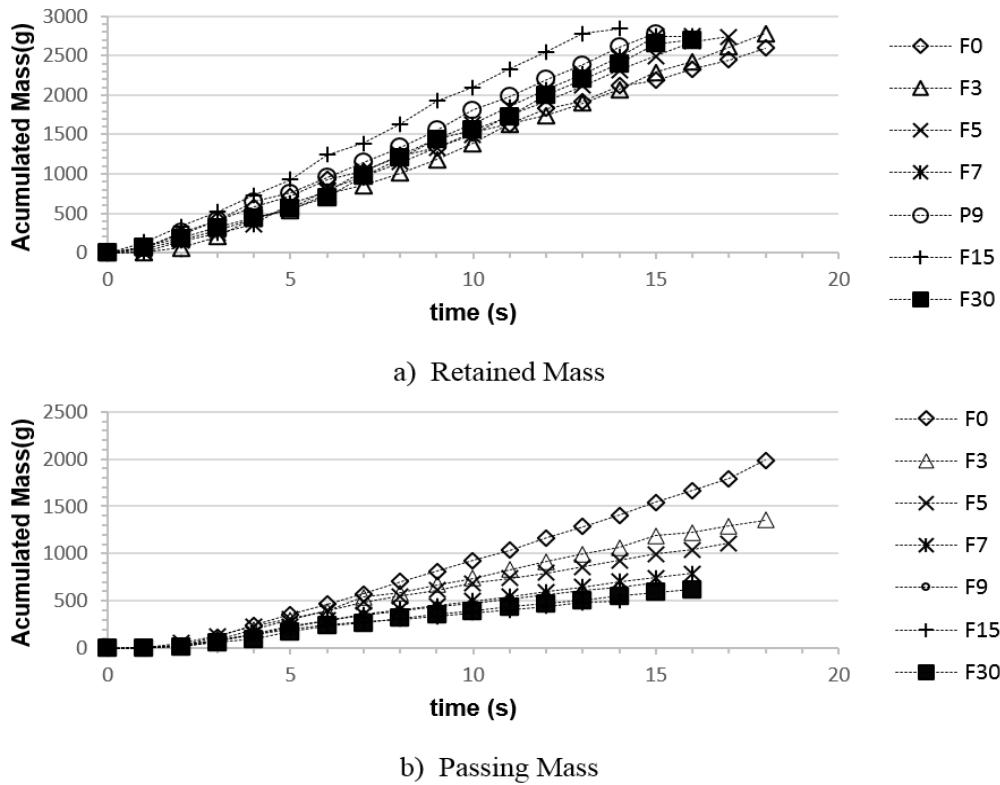 Acumulated Mass(g)
3000
2500
2000
1500
1000
500
0
0
5
10
15
20
time (s)
F0
F3
F5
F7
P9
F15
F30
a) Retained Mass
Acumulated Mass(g)
2500
2000
1500
1000
500
0
0
5
10
15
20
time (s)
F0
F3
F5
F7
F9
F15
F30
b) Passing Mass